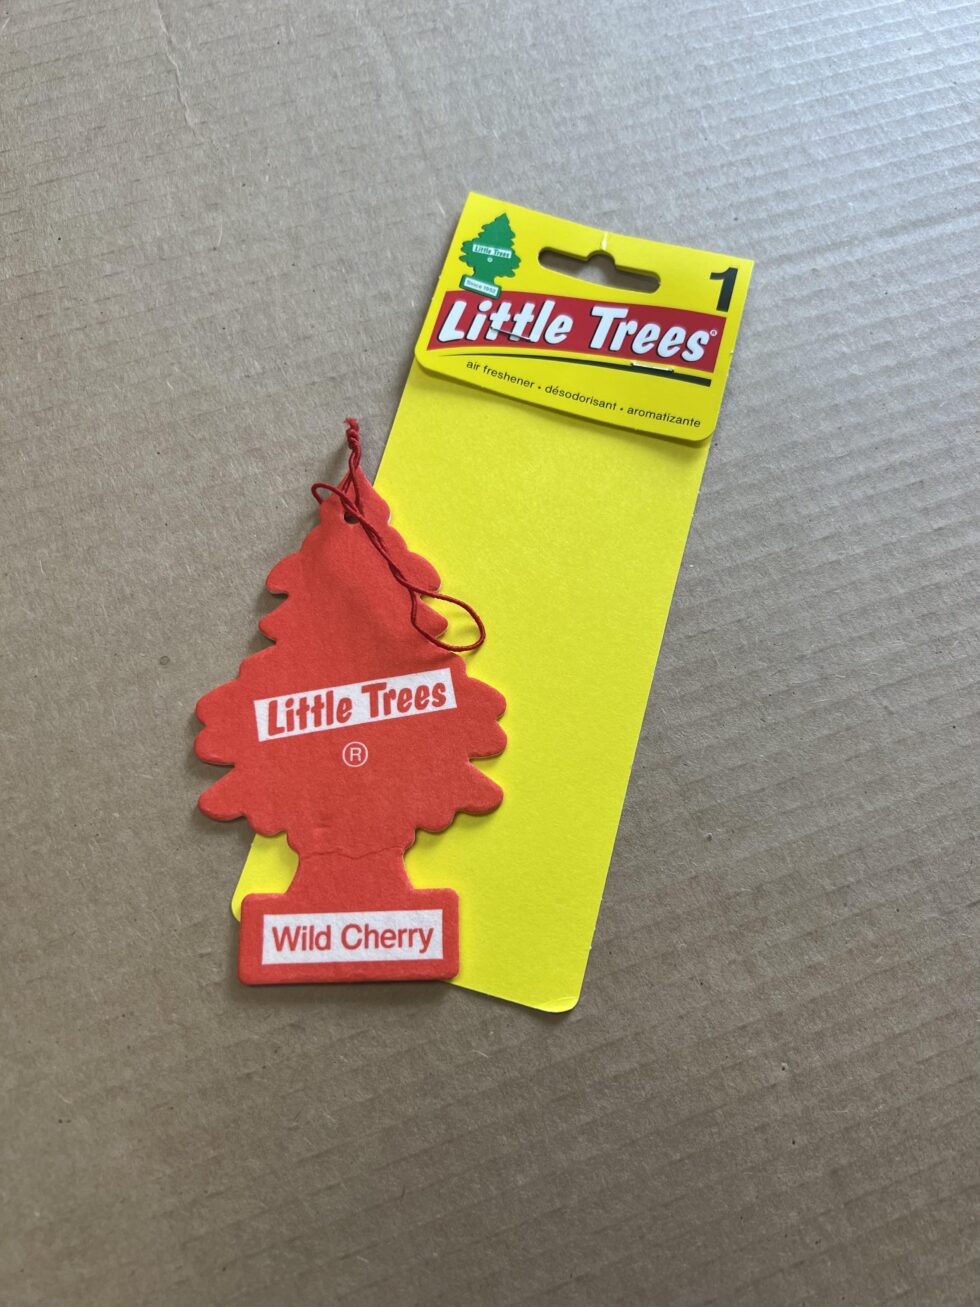 Little Trees
®
Since 1952
1
Little Trees®
air freshener • désodorisant • aromatizante
Little Trees
®
Wild Cherry